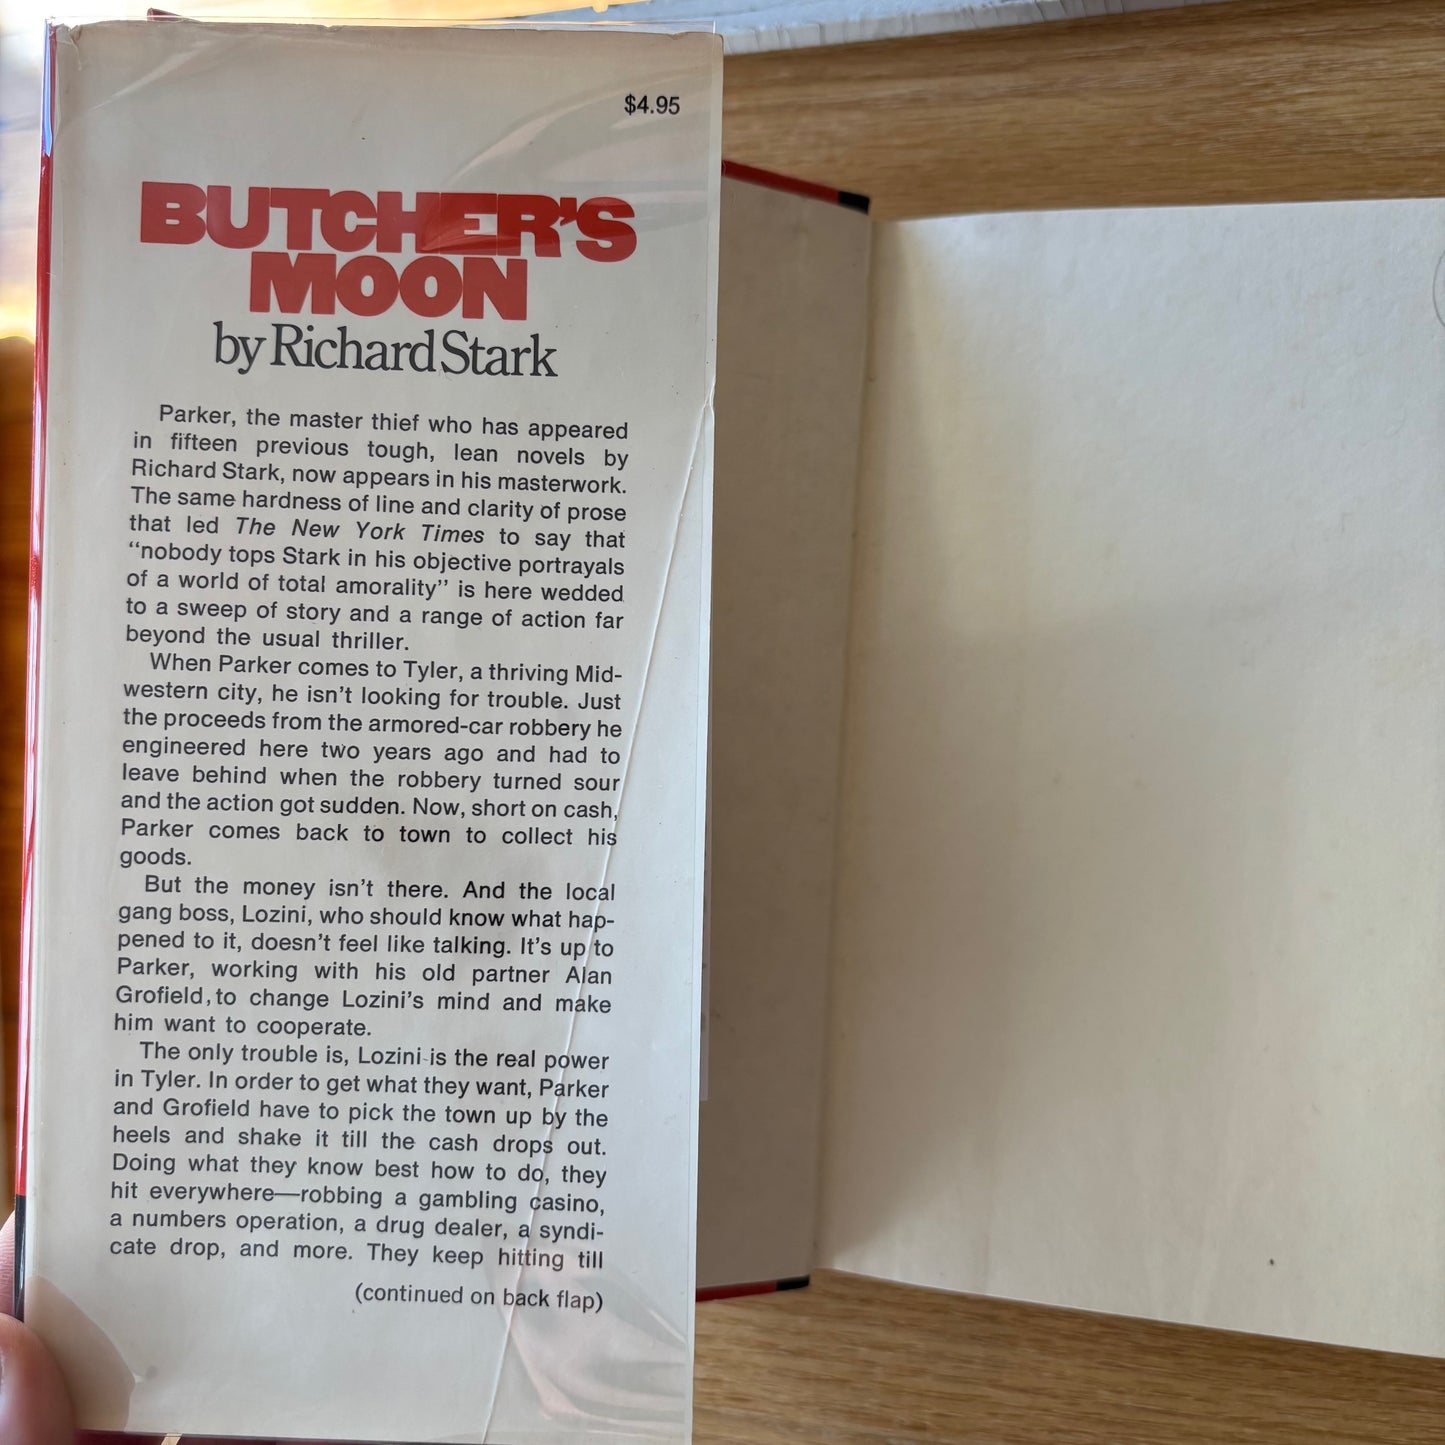 $4.95
BUTCHER'S
MOON
by Richard Stark
Parker, the master thief who has appeared
in fifteen previous tough, lean novels by
Richard Stark, now appears in his masterwork.
The same hardness of line and clarity of prose
that led The New York Times to say that
“nobody tops Stark in his objective portrayals
of a world of total amorality” is here wedded
to a sweep of story and a range of action far
beyond the usual thriller.
When Parker comes to Tyler, a thriving Mid-
western city, he isn't looking for trouble. Just
the proceeds from the armored-car robbery he
engineered here two years ago and had to
leave behind when the robbery turned sour
and the action got sudden. Now, short on cash,
Parker comes back to town to collect his
goods.
But the money isn't there. And the local
gang boss, Lozini, who should know what hap-
pened to it, doesn't feel like talking. It's up to
Parker, working with his old partner Alan
Grofield, to change Lozini's mind and make
him want to cooperate.
The only trouble is, Lozini is the real power
in Tyler. In order to get what they want, Parker
and Grofield have to pick the town up by the
heels and shake it till the cash drops out.
Doing what they know best how to do, they
hit everywhere—robbing a gambling casino,
a numbers operation, a drug dealer, a syndi-
cate drop, and more. They keep hitting till
(continued on back flap)